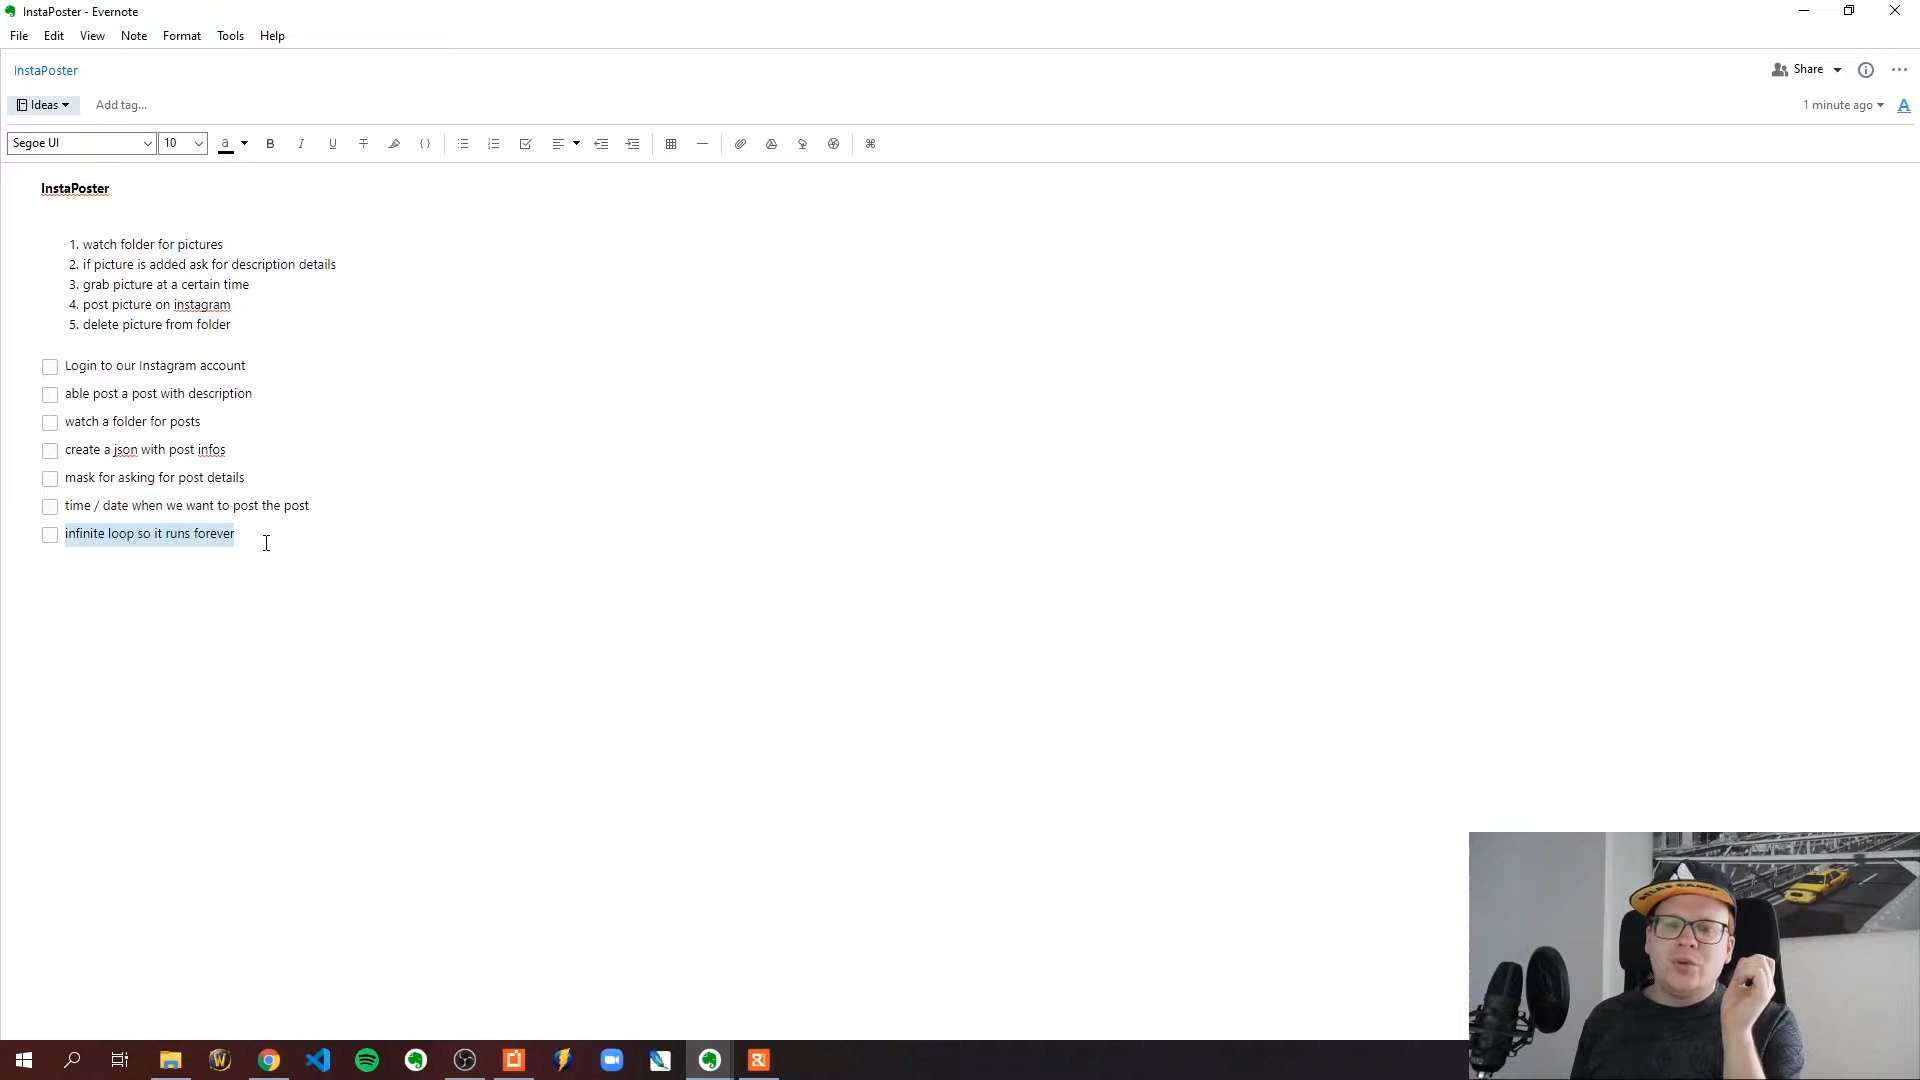 InstaPoster - Evernote
File Edit View Note Format Tools Help
InstaPoster
Share
Ideas Add tag...
1 minute ago A
Segoe UI 10 a B I U T { }
InstaPoster
1. watch folder for pictures
2. if picture is added ask for description details
3. grab picture at a certain time
4. post picture on instagram
5. delete picture from folder
Login to our Instagram account
able post a post with description
watch a folder for posts
create a json with post infos
mask for asking for post details
time / date when we want to post the post
infinite loop so it runs forever
ATLAS CAMP